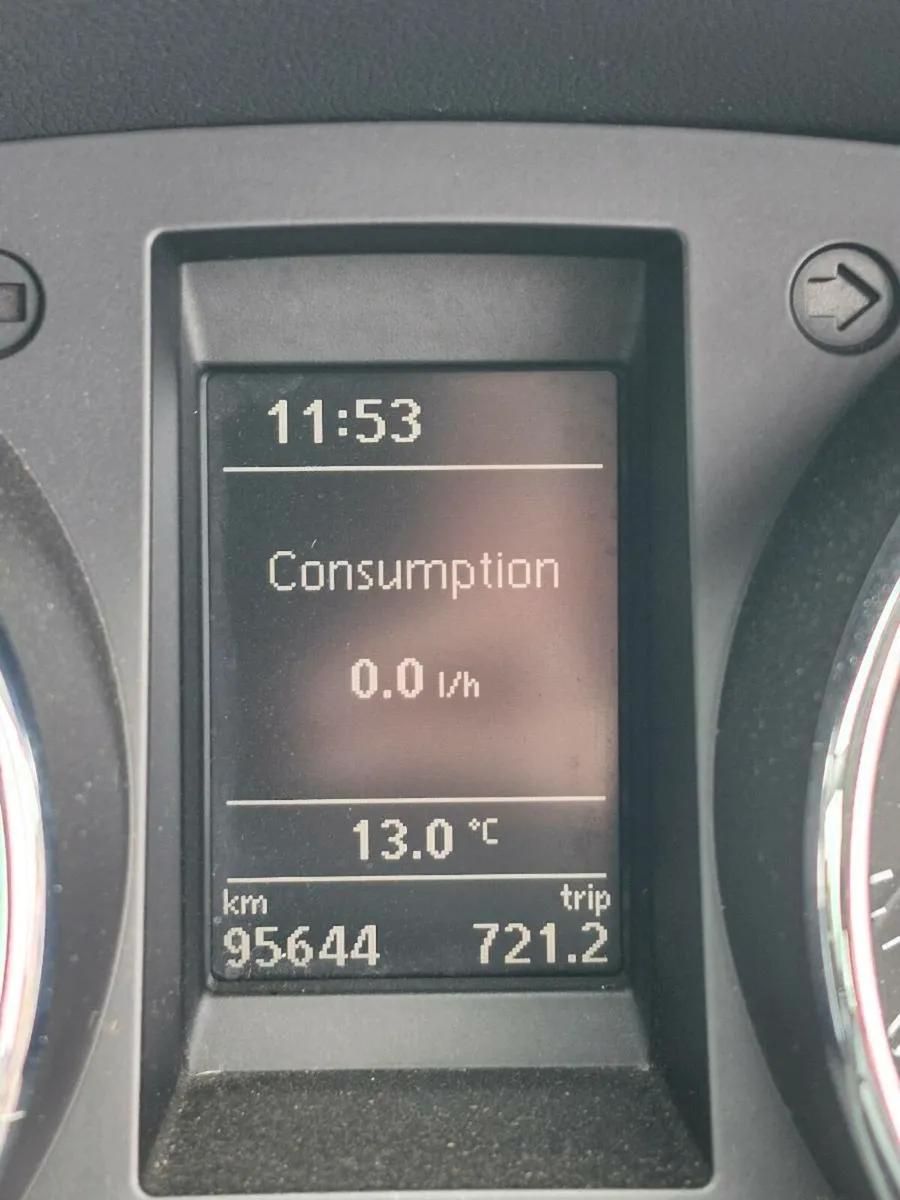 11:53
Consumption
0.0 l/h
13.0 °C
km trip
95644 721.2